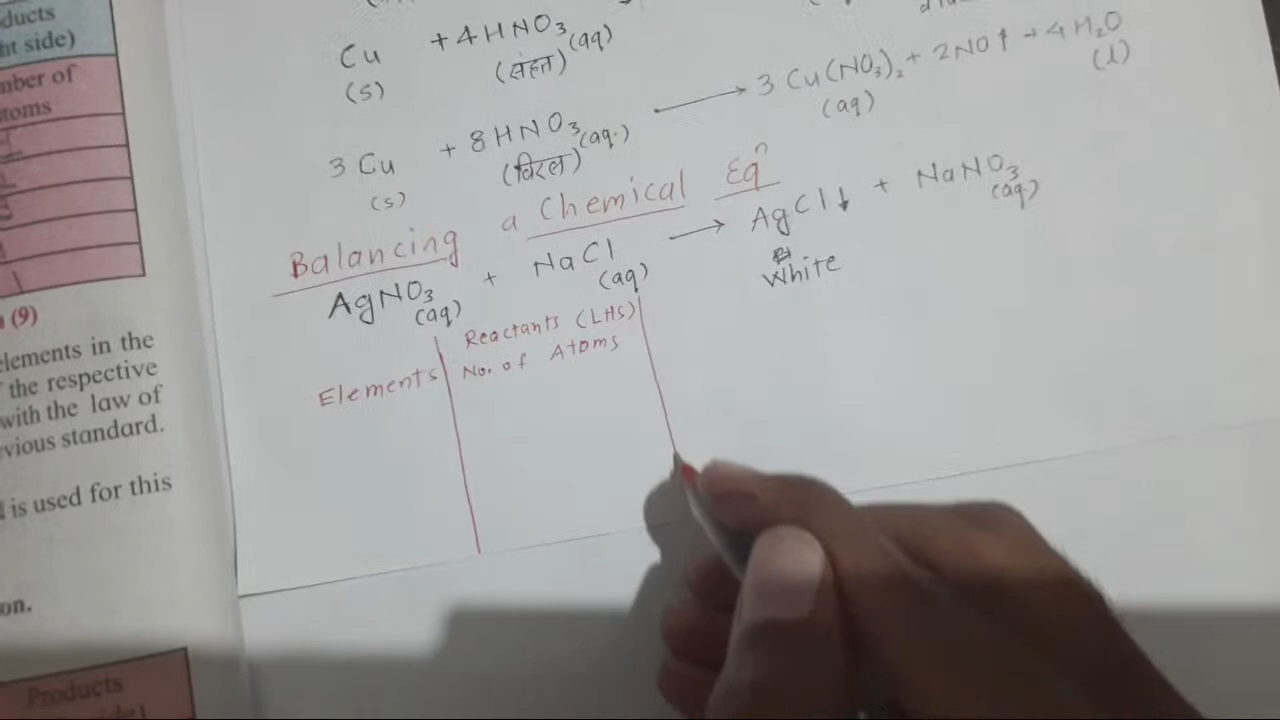 ducts
ht side)
mber of
toms
(9)
elements in the
the respective
with the law of
vious standard.
is used for this
on.
Products
Cu + 4HNO₃ (aq)
(s) (संहत)
3 Cu + 8HNO₃ (aq.) ⟶ 3 Cu(NO₃)₂ + 2NO↑ + 4H₂O
(s) (विरल) (aq) (l)
Balancing a Chemical Eqⁿ
AgNO₃ + NaCl ⟶ AgCl↓ + NaNO₃
(aq) (aq) White (aq)
Elements
Reactants (LHS)
No. of Atoms